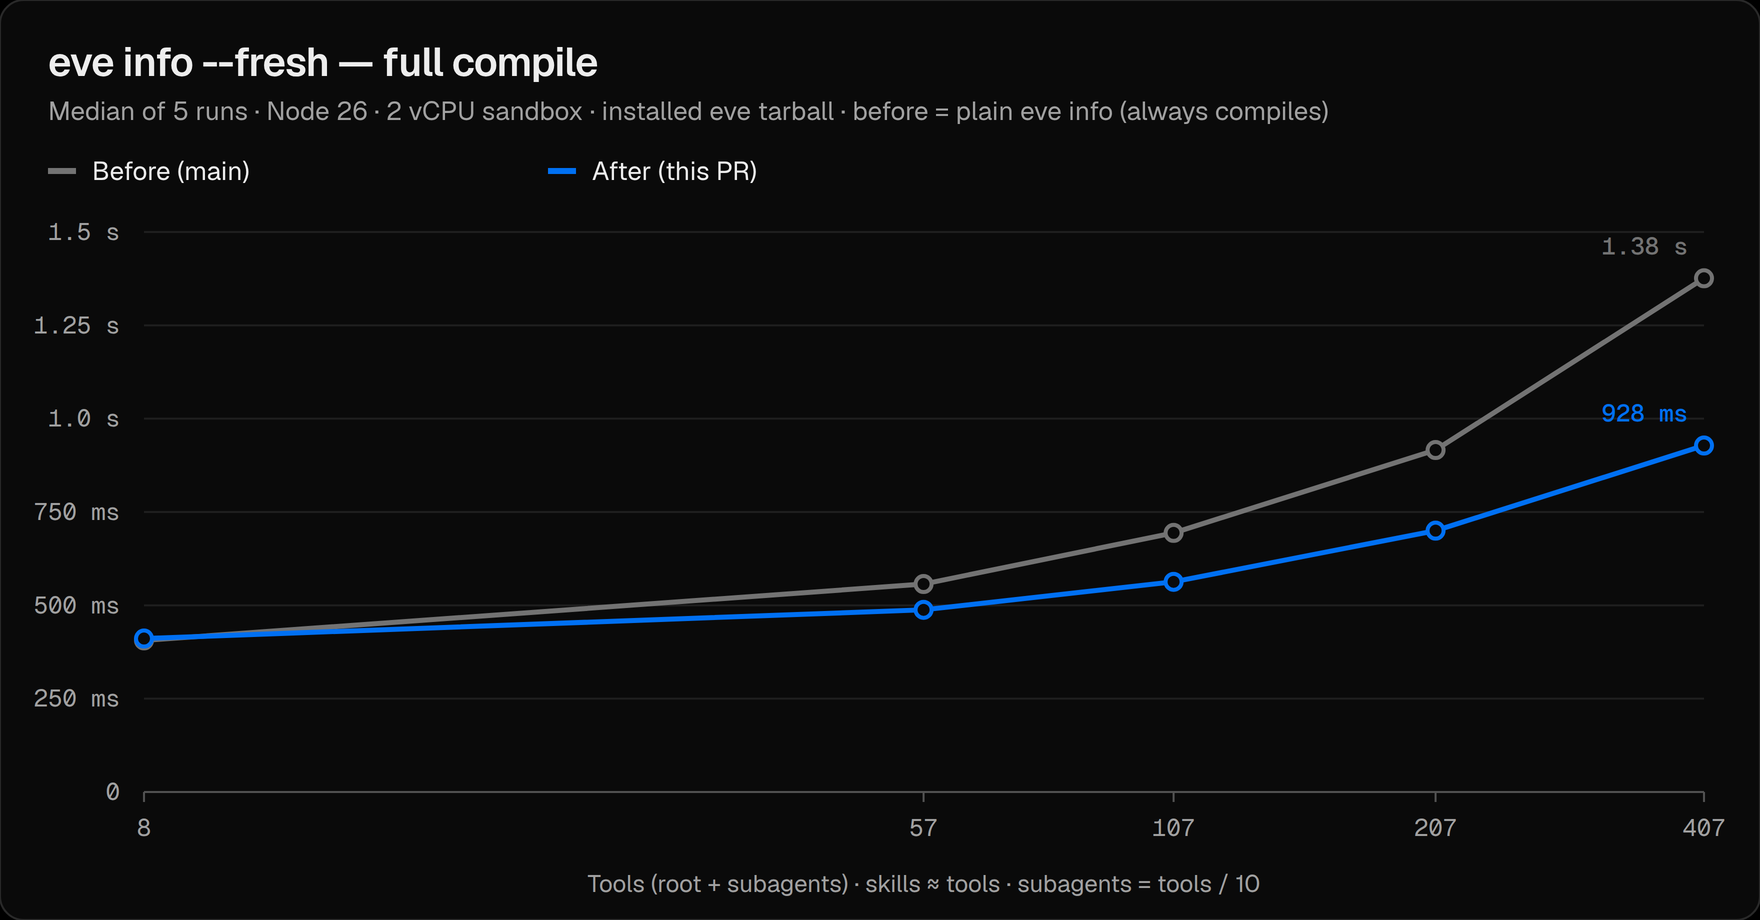 eve info --fresh — full compile
Median of 5 runs · Node 26 · 2 vCPU sandbox · installed eve tarball · before = plain eve info (always compiles)
Before (main)
After (this PR)
1.5 s
1.38 s
1.25 s
1.0 s
928 ms
750 ms
500 ms
250 ms
0
8
57
107
207
407
Tools (root + subagents) · skills ≈ tools · subagents = tools / 10